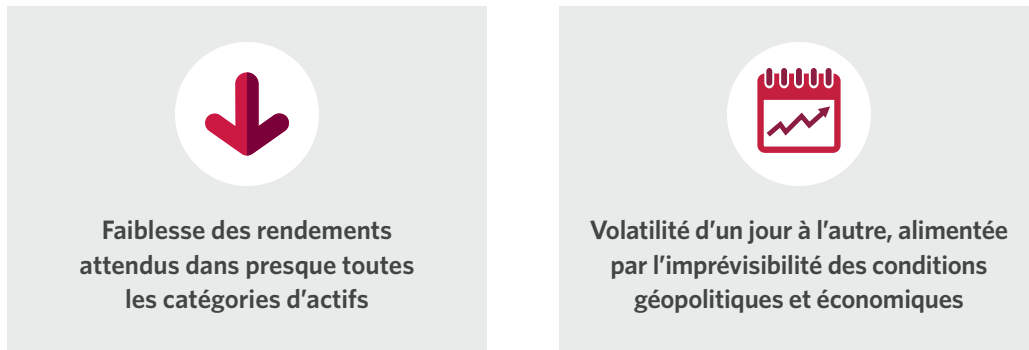 Faiblesse des rendements
attendus dans presque toutes
les catégories d’actifs
Volatilité d’un jour à l’autre, alimentée
par l’imprévisibilité des conditions
géopolitiques et économiques